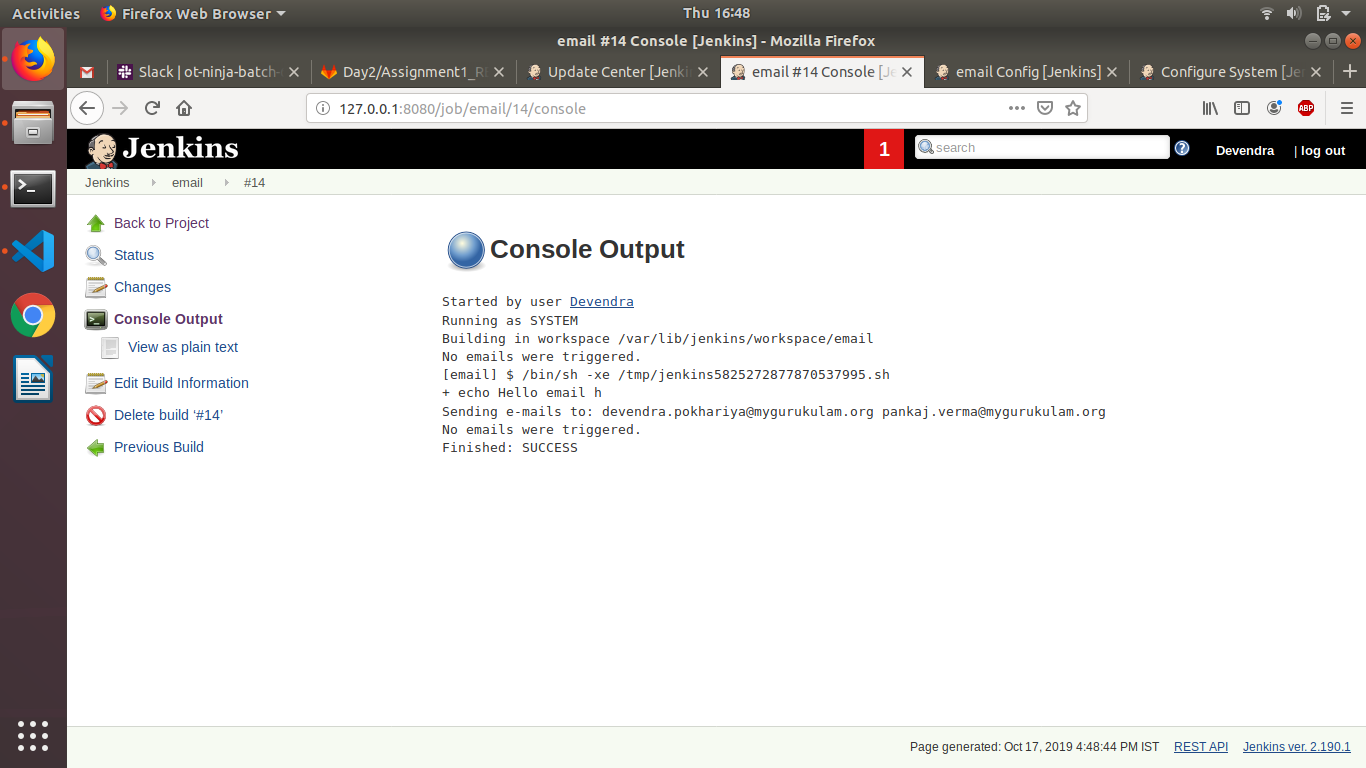 Activities Firefox Web Browser Thu 16:48
email #14 Console [Jenkins] - Mozilla Firefox
Slack | ot-ninja-batch- Day2/Assignment1_R Update Center [Jenki email #14 Console [Je email Config [Jenkins] Configure System [Je
127.0.0.1:8080/job/email/14/console ABP
Jenkins 1 search Devendra | log out
Jenkins email #14
Back to Project
Status
Changes
Console Output
View as plain text
Edit Build Information
Delete build ‘#14’
Previous Build
Console Output
Started by user Devendra
Running as SYSTEM
Building in workspace /var/lib/jenkins/workspace/email
No emails were triggered.
[email] $ /bin/sh -xe /tmp/jenkins5825272877870537995.sh
+ echo Hello email h
Sending e-mails to: devendra.pokhariya@mygurukulam.org pankaj.verma@mygurukulam.org
No emails were triggered.
Finished: SUCCESS
Page generated: Oct 17, 2019 4:48:44 PM IST REST API Jenkins ver. 2.190.1